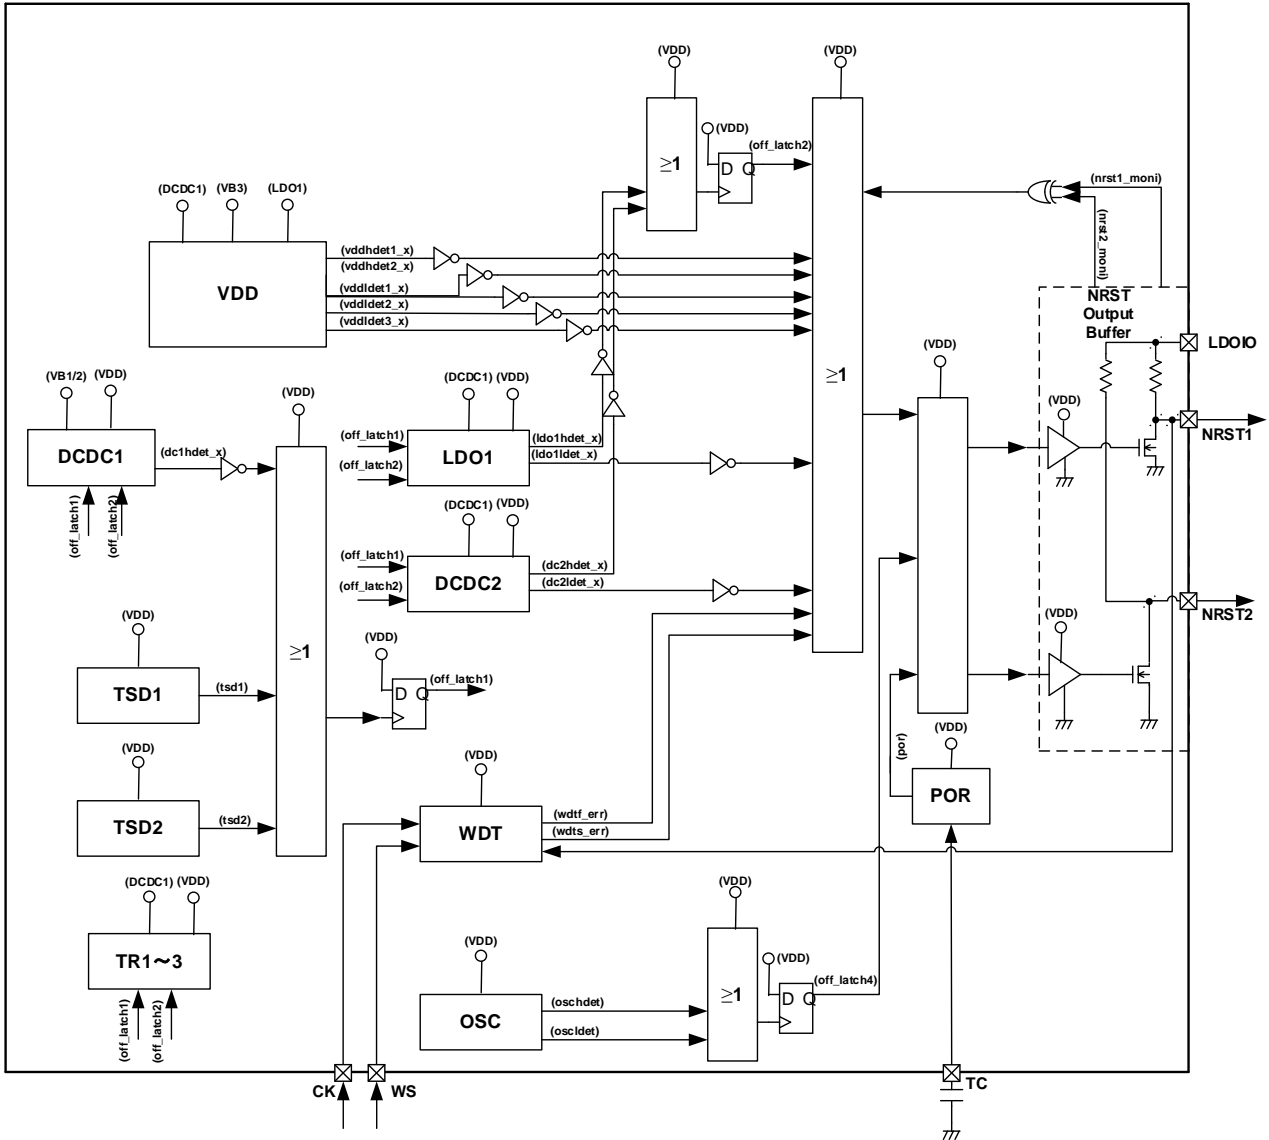 (VDD)
(VDD)
(VDD)
(off_latch2)
≥1
D Q
(nrst1_moni)
(nrst2_moni)
(DCDC1)
(VB3)
(LDO1)
VDD
(vddhdet1_x)
(vddhdet2_x)
(vddldet1_x)
(vddldet2_x)
(vddldet3_x)
NRST
Output
Buffer
LDOIO
≥1
(VDD)
(VB1/2)
(VDD)
(VDD)
(DCDC1)
(VDD)
(VDD)
DCDC1
(dc1hdet_x)
(off_latch1)
(off_latch2)
(off_latch1)
(off_latch2)
LDO1
(ldo1hdet_x)
(ldo1ldet_x)
NRST1
(DCDC1)
(VDD)
(off_latch1)
(off_latch2)
DCDC2
(dc2hdet_x)
(dc2ldet_x)
NRST2
(VDD)
(VDD)
TSD1
(tsd1)
≥1
(VDD)
D Q
(off_latch1)
(VDD)
TSD2
(tsd2)
(VDD)
WDT
(wdtf_err)
(wdts_err)
(por)
(VDD)
POR
(DCDC1)
(VDD)
TR1～3
(off_latch1)
(off_latch2)
(VDD)
OSC
(oschdet)
(oscldet)
(VDD)
≥1
(VDD)
D Q
(off_latch4)
CK
WS
TC